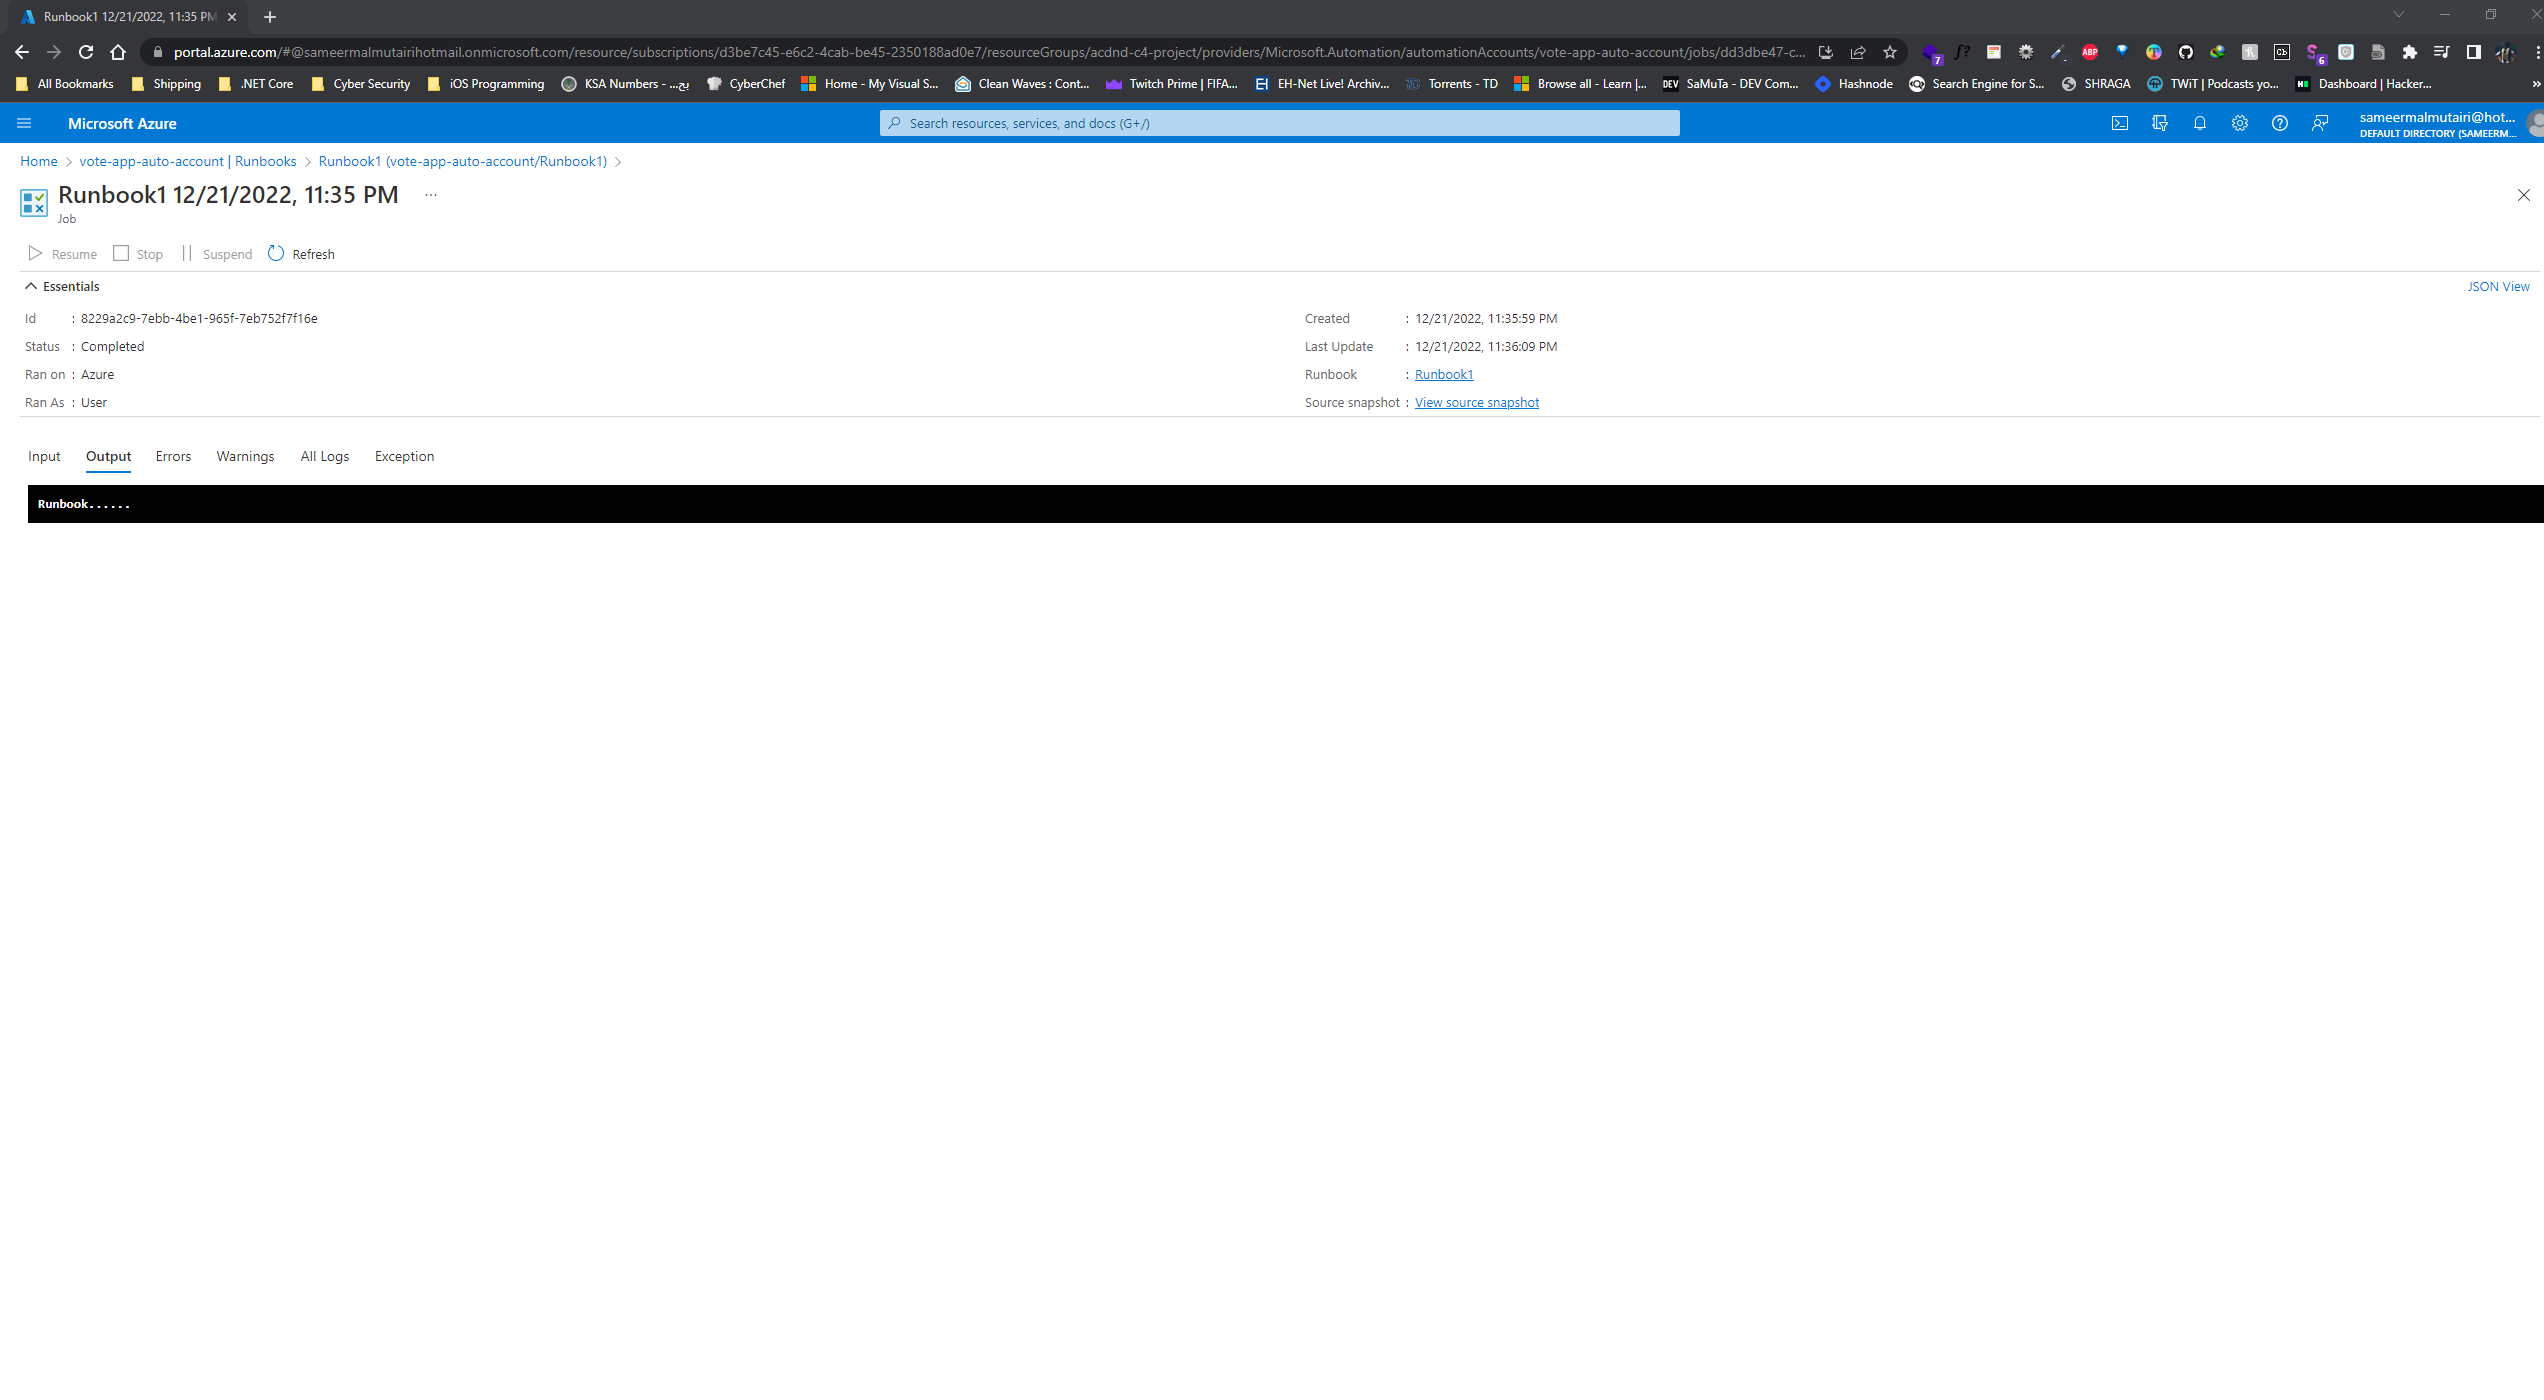 Runbook1 12/21/2022, 11:35 PM
portal.azure.com/#@sameermalmutairihotmail.onmicrosoft.com/resource/subscriptions/d3be7c45-e6c2-4cab-be45-2350188ad0e7/resourceGroups/acdnd-c4-project/providers/Microsoft.Automation/automationAccounts/vote-app-auto-account/jobs/dd3dbe47-c... 7 f? ABP Cb S 6
All Bookmarks Shipping .NET Core Cyber Security iOS Programming KSA Numbers - ...بح CyberChef Home - My Visual S... Clean Waves : Cont... Twitch Prime | FIFA... EH-Net Live! Archiv... Torrents - TD Browse all - Learn |... DEV SaMuTa - DEV Com... Hashnode Search Engine for S... SHRAGA TWiT | Podcasts yo... Dashboard | Hacker... »
Microsoft Azure Search resources, services, and docs (G+/) sameermalmutairi@hot...
DEFAULT DIRECTORY (SAMEERM...
Home > vote-app-auto-account | Runbooks > Runbook1 (vote-app-auto-account/Runbook1) >
Runbook1 12/21/2022, 11:35 PM ...
Job
Resume Stop Suspend Refresh
Essentials JSON View
Id : 8229a2c9-7ebb-4be1-965f-7eb752f7f16e Created : 12/21/2022, 11:35:59 PM
Status : Completed Last Update : 12/21/2022, 11:36:09 PM
Ran on : Azure Runbook : Runbook1
Ran As : User Source snapshot : View source snapshot
Input Output Errors Warnings All Logs Exception
Runbook......